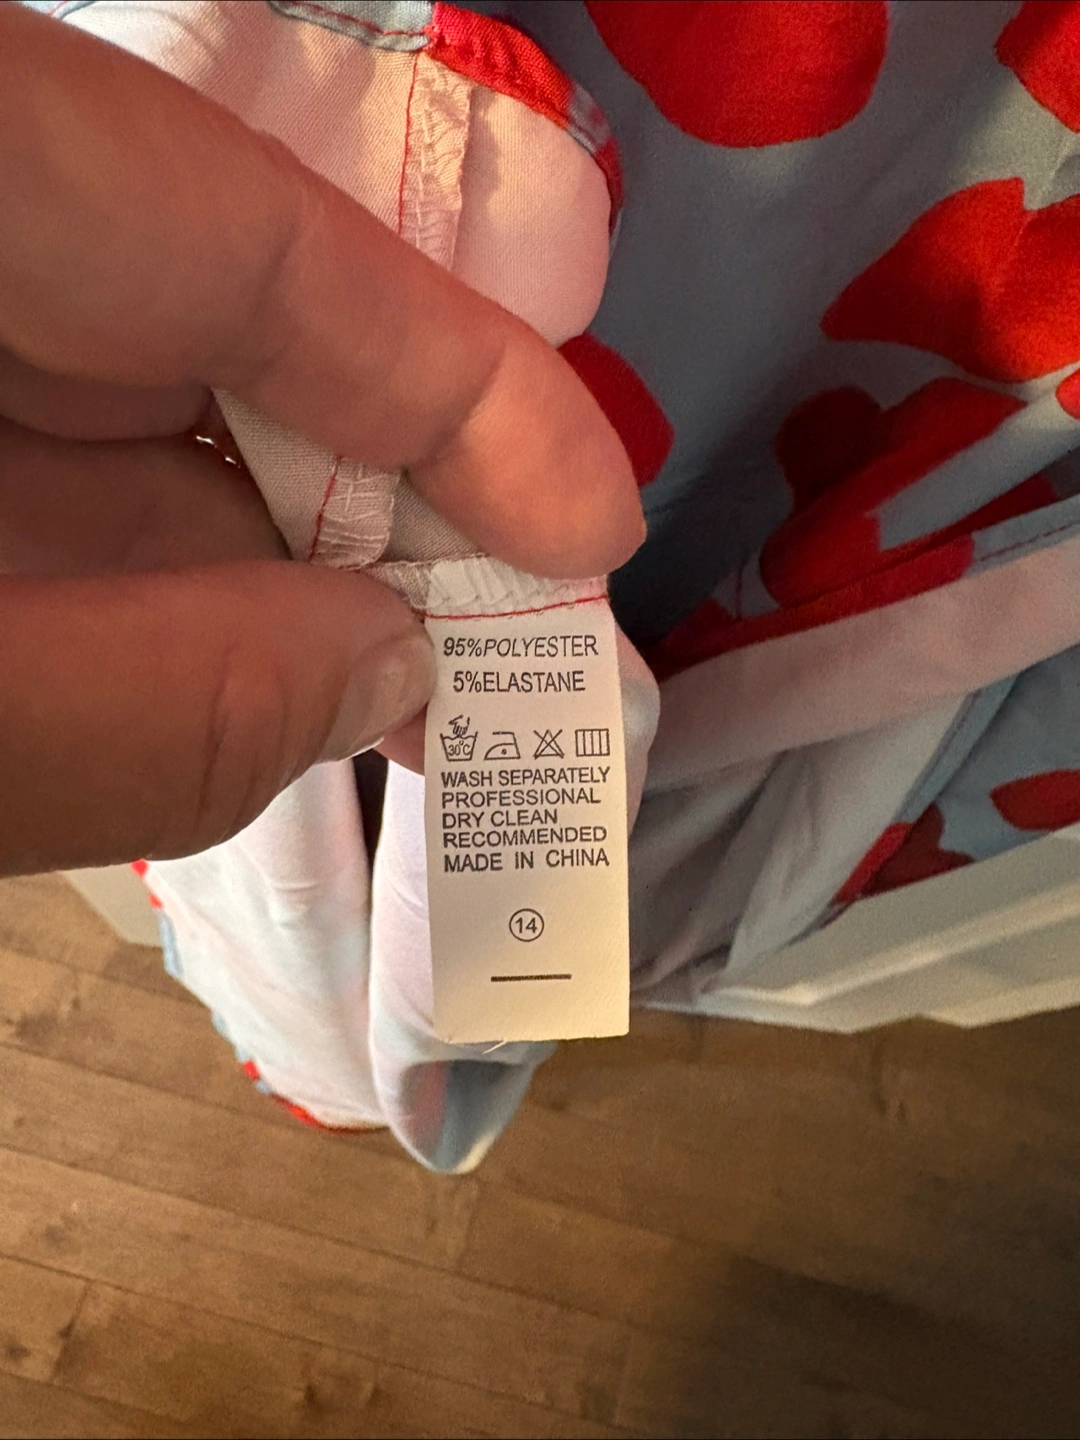 95%POLYESTER
5%ELASTANE
30°C
WASH SEPARATELY
PROFESSIONAL
DRY CLEAN
RECOMMENDED
MADE IN CHINA
14